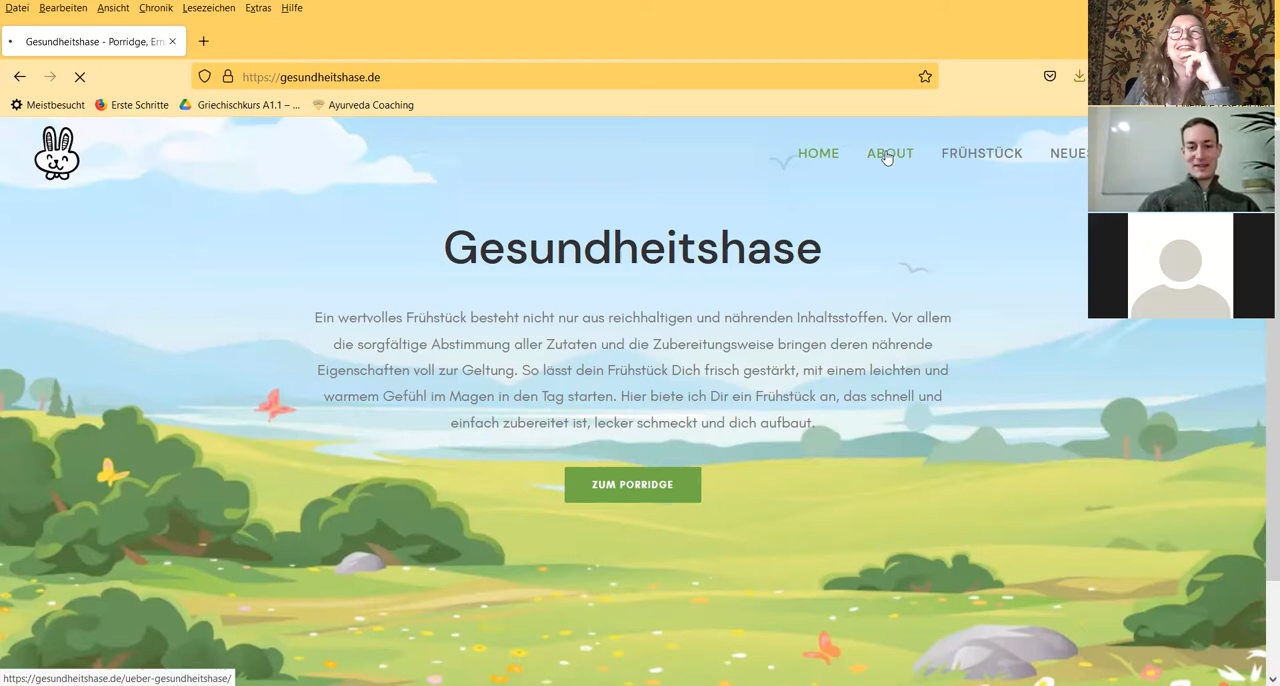 Datei Bearbeiten Ansicht Chronik Lesezeichen Extras Hilfe
Gesundheitshase - Porridge, Ern
https://gesundheitshase.de
Meistbesucht Erste Schritte Griechischkurs A1.1 – ... Ayurveda Coaching
HOME ABOUT FRÜHSTÜCK NEUES
Gesundheitshase
Ein wertvolles Frühstück besteht nicht nur aus reichhaltigen und nährenden Inhaltsstoffen. Vor allem
die sorgfältige Abstimmung aller Zutaten und die Zubereitungsweise bringen deren nährende
Eigenschaften voll zur Geltung. So lässt dein Frühstück Dich frisch gestärkt, mit einem leichten und
warmem Gefühl im Magen in den Tag starten. Hier biete ich Dir ein Frühstück an, das schnell und
einfach zubereitet ist, lecker schmeckt und dich aufbaut.
ZUM PORRIDGE
https://gesundheitshase.de/ueber-gesundheitshase/